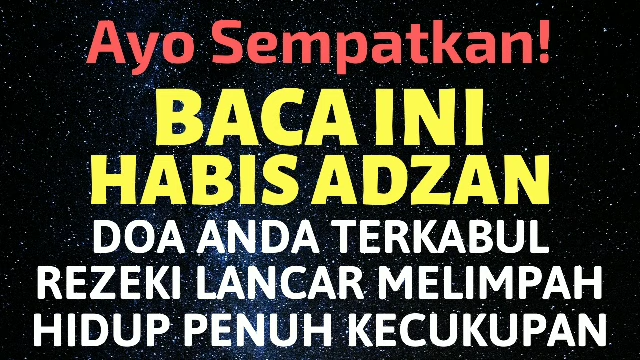 Ayo Sempatkan!
BACA INI
HABIS ADZAN
DOA ANDA TERKABUL
REZEKI LANCAR MELIMPAH
HIDUP PENUH KECUKUPAN